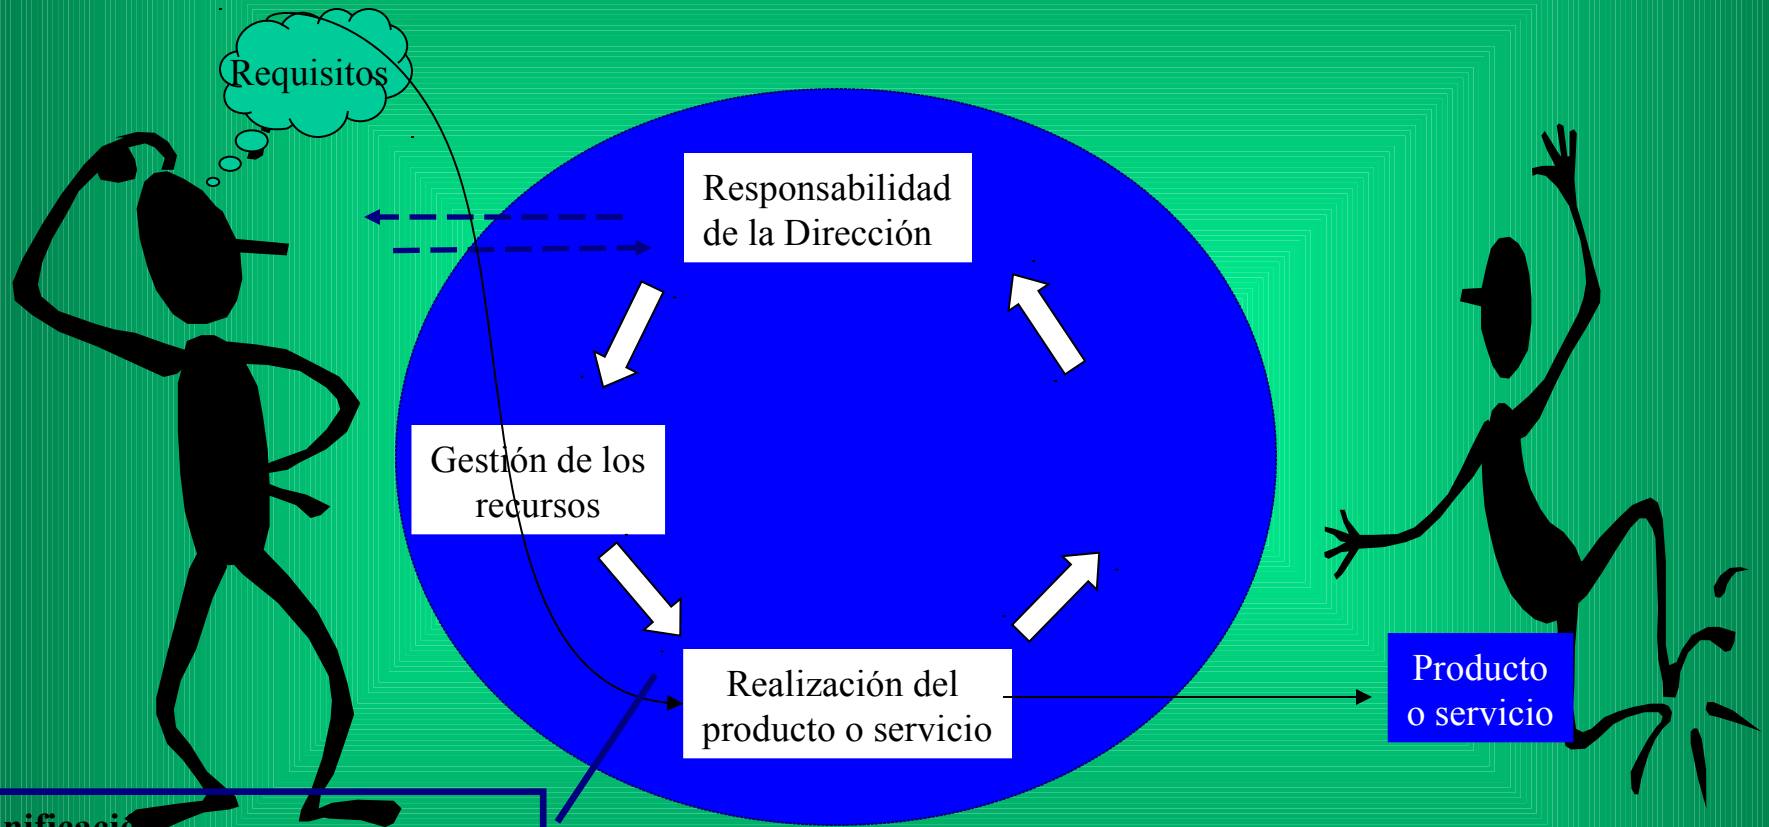 Requisitos
Responsabilidad
de la Dirección
Gestión de los
recursos
Realización del
producto o servicio
Producto
o servicio